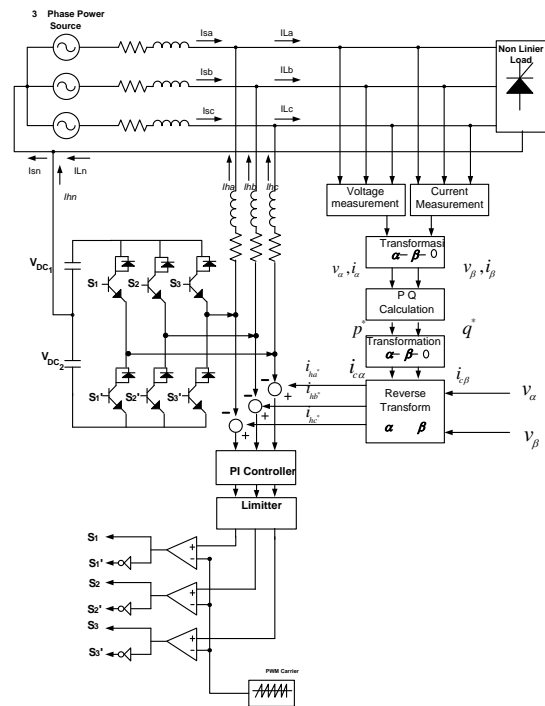 3 Phase Power
Source
Isa
ILa
Isb
ILb
Isc
ILc
Non Linier
Load
Isn
ILn
Ihn
Iha
Ihb
Ihc
Voltage
measurement
Current
measurement
Transformasi
α- β- 0
vα , iα
vβ , iβ
P Q
Calculation
p*
q*
Transformation
α- β- 0
icα
icβ
Reverse
Transform
α β
vα
vβ
VDC1
VDC2
S1
S2
S3
S1'
S2'
S3'
iha*
ihb*
ihc*
PI Controller
Limitter
S1
S1'
S2
S2'
S3
S3'
PWM Carrier